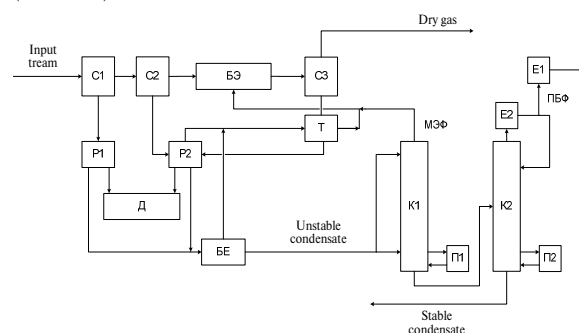 Dry gas
Input
tream
С1
С2
БЭ
С3
Е1
ПБФ
Е2
Т
МЭФ
Р1
Р2
К1
К2
Д
Unstable
condensate
БЕ
П1
П2
Stable
condensate